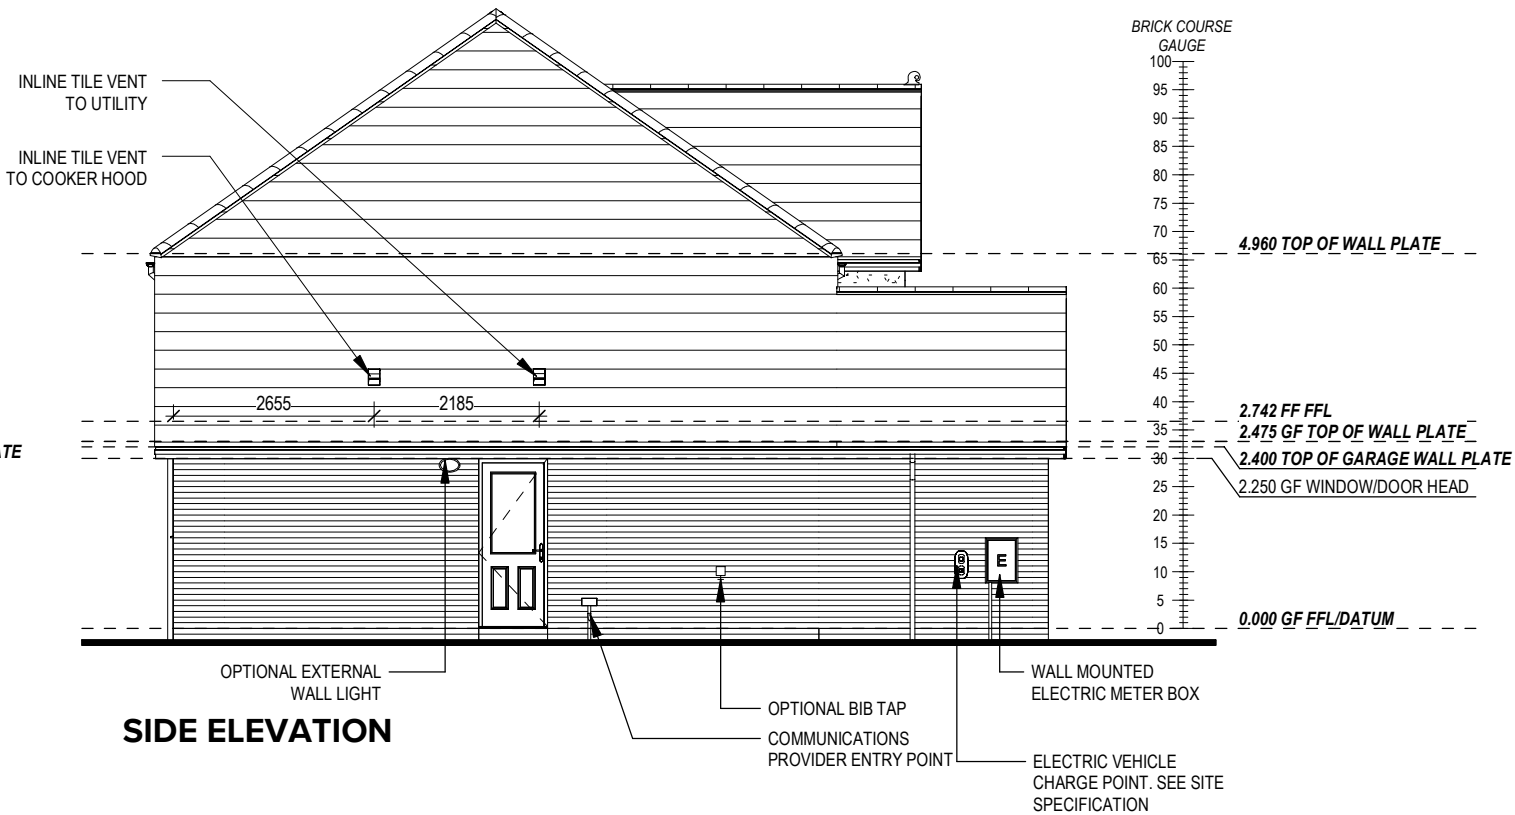 BRICK COURSE
GAUGE
INLINE TILE VENT
TO UTILITY
INLINE TILE VENT
TO COOKER HOOD
100
95
90
85
80
75
70
65
60
55
50
45
40
35
30
25
20
15
10
5
0
4.960 TOP OF WALL PLATE
2.742 FF FFL
2.475 GF TOP OF WALL PLATE
2.400 TOP OF GARAGE WALL PLATE
2.250 GF WINDOW/DOOR HEAD
0.000 GF FFL/DATUM
2655
2185
E
OPTIONAL EXTERNAL
WALL LIGHT
SIDE ELEVATION
OPTIONAL BIB TAP
COMMUNICATIONS
PROVIDER ENTRY POINT
WALL MOUNTED
ELECTRIC METER BOX
ELECTRIC VEHICLE
CHARGE POINT. SEE SITE
SPECIFICATION